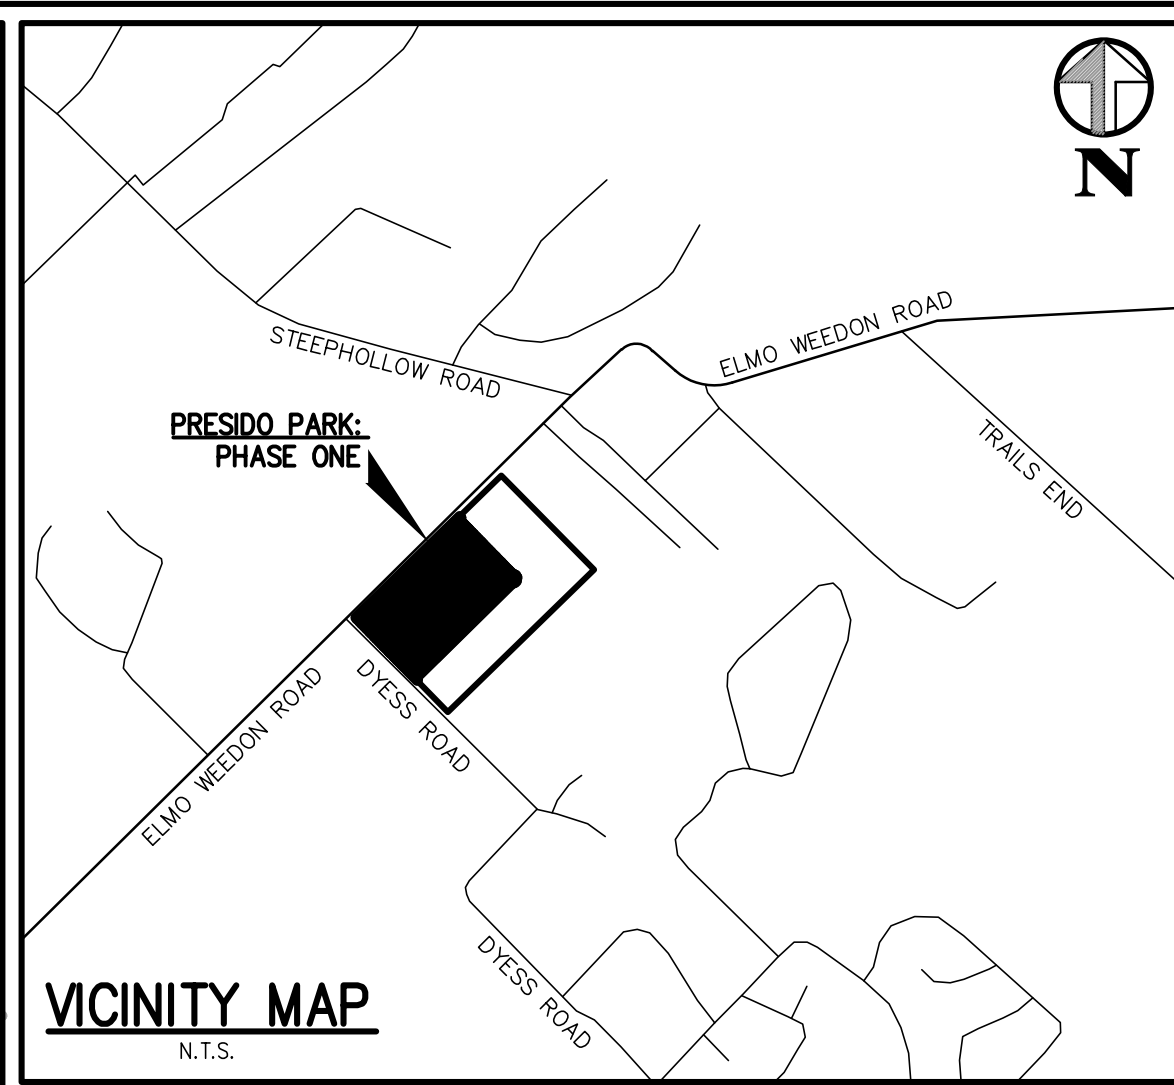 N
ELMO WEEDON ROAD
STEEPHOLLOW ROAD
PRESIDO PARK:
PHASE ONE
TRAILS END
DYESS ROAD
ELMO WEEDON ROAD
DYESS ROAD
VICINITY MAP
N.T.S.